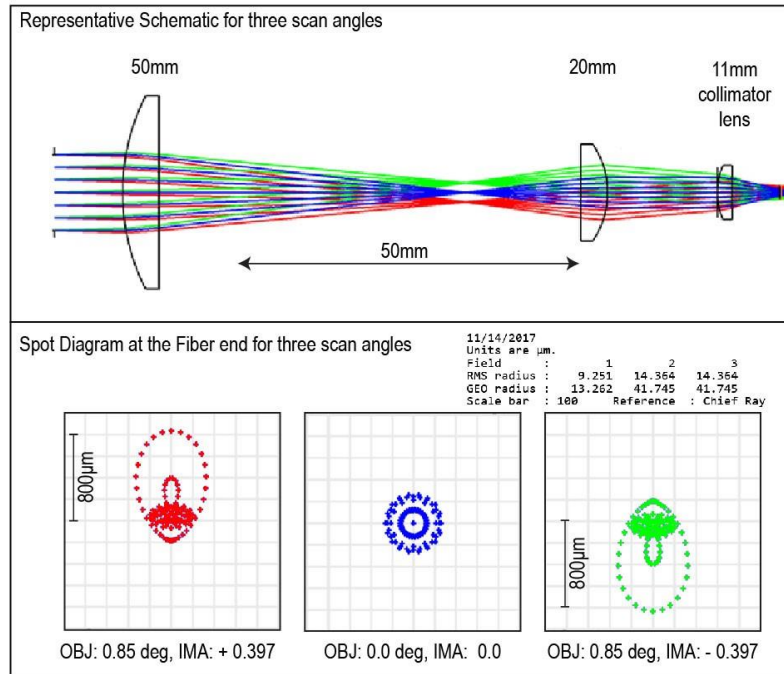 Representative Schematic for three scan angles
50mm
20mm
11mm
collimator
lens
50mm
Spot Diagram at the Fiber end for three scan angles
11/14/2017
Units are µm.
Field : 1 2 3
RMS radius : 9.251 14.364 14.364
GEO radius : 13.262 41.745 41.745
Scale bar : 100 Reference : Chief Ray
800µm
800µm
OBJ: 0.85 deg, IMA: + 0.397
OBJ: 0.0 deg, IMA: 0.0
OBJ: 0.85 deg, IMA: - 0.397